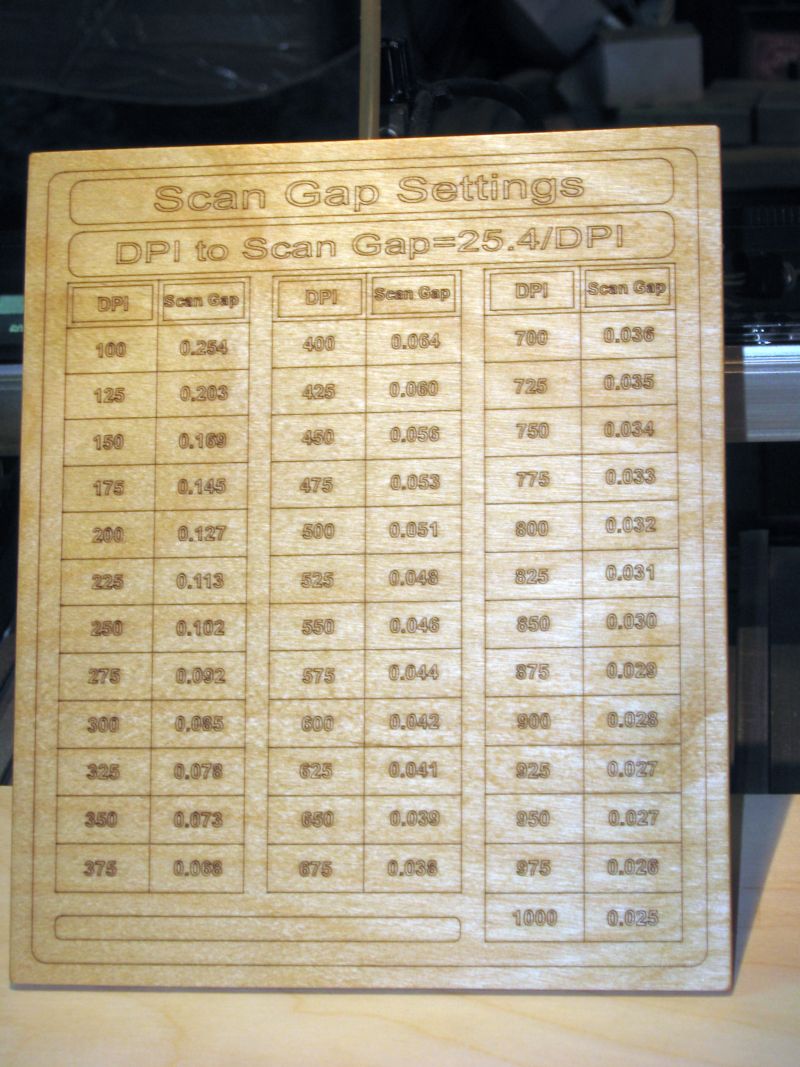 Scan Gap Settings
DPI to Scan Gap=25.4/DPI
DPI Scan Gap DPI Scan Gap DPI Scan Gap
100 0.254 400 0.064 700 0.036
125 0.203 425 0.060 725 0.035
150 0.169 450 0.056 750 0.034
175 0.145 475 0.053 775 0.033
200 0.127 500 0.051 800 0.032
225 0.113 525 0.048 825 0.031
250 0.102 550 0.046 850 0.030
275 0.092 575 0.044 875 0.029
300 0.085 600 0.042 900 0.028
325 0.078 625 0.041 925 0.027
350 0.073 650 0.039 950 0.027
375 0.068 675 0.038 975 0.026
1000 0.025